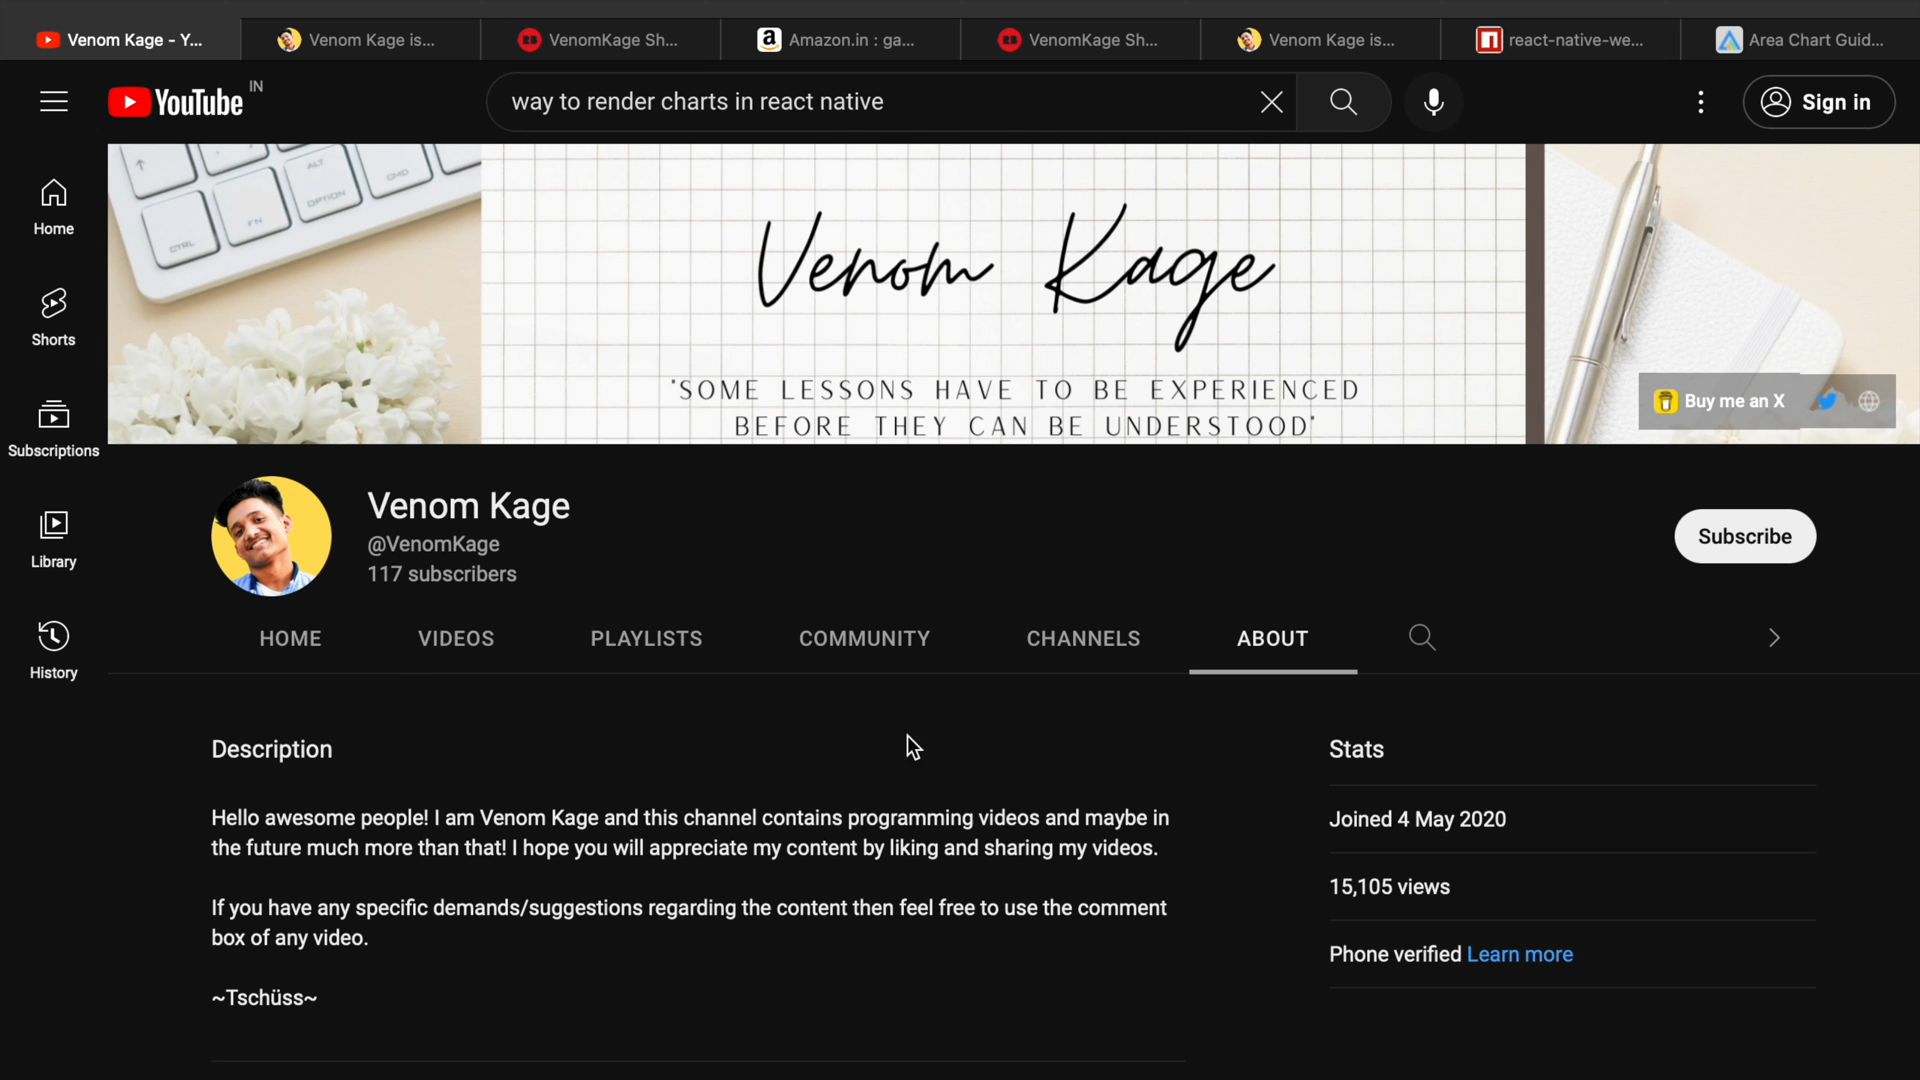 Venom Kage - Y...
Venom Kage is...
VenomKage Sh...
Amazon.in : ga...
VenomKage Sh...
Venom Kage is...
react-native-we...
Area Chart Guid...
YouTube IN
way to render charts in react native
Sign in
Home
Shorts
Subscriptions
Library
History
ALT
CMD
OPTION
FN
CTRL
Venom Kage
"SOME LESSONS HAVE TO BE EXPERIENCED
BEFORE THEY CAN BE UNDERSTOOD"
Buy me an X
Venom Kage
@VenomKage
117 subscribers
Subscribe
HOME
VIDEOS
PLAYLISTS
COMMUNITY
CHANNELS
ABOUT
Description
Hello awesome people! I am Venom Kage and this channel contains programming videos and maybe in
the future much more than that! I hope you will appreciate my content by liking and sharing my videos.
If you have any specific demands/suggestions regarding the content then feel free to use the comment
box of any video.
~Tschüss~
Stats
Joined 4 May 2020
15,105 views
Phone verified Learn more